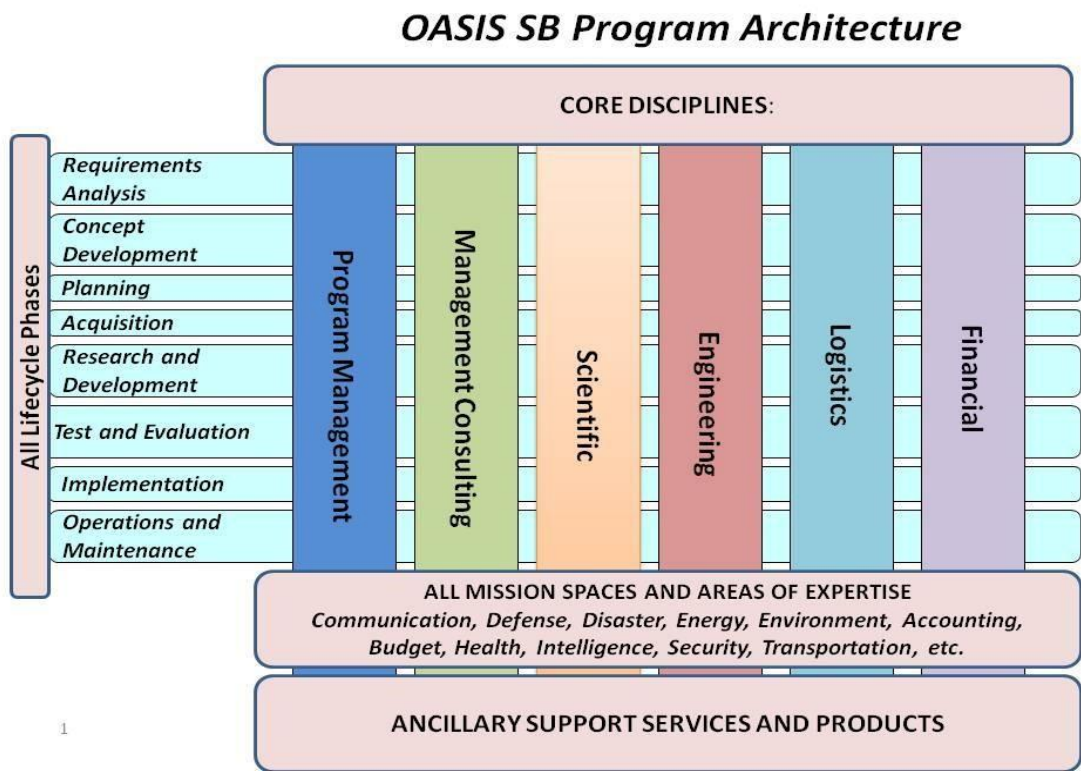 OASIS SB Program Architecture
CORE DISCIPLINES:
All Lifecycle Phases
Requirements
Analysis
Concept
Development
Planning
Acquisition
Research and
Development
Test and Evaluation
Implementation
Operations and
Maintenance
Program Management
Management Consulting
Scientific
Engineering
Logistics
Financial
ALL MISSION SPACES AND AREAS OF EXPERTISE
Communication, Defense, Disaster, Energy, Environment, Accounting,
Budget, Health, Intelligence, Security, Transportation, etc.
ANCILLARY SUPPORT SERVICES AND PRODUCTS
1